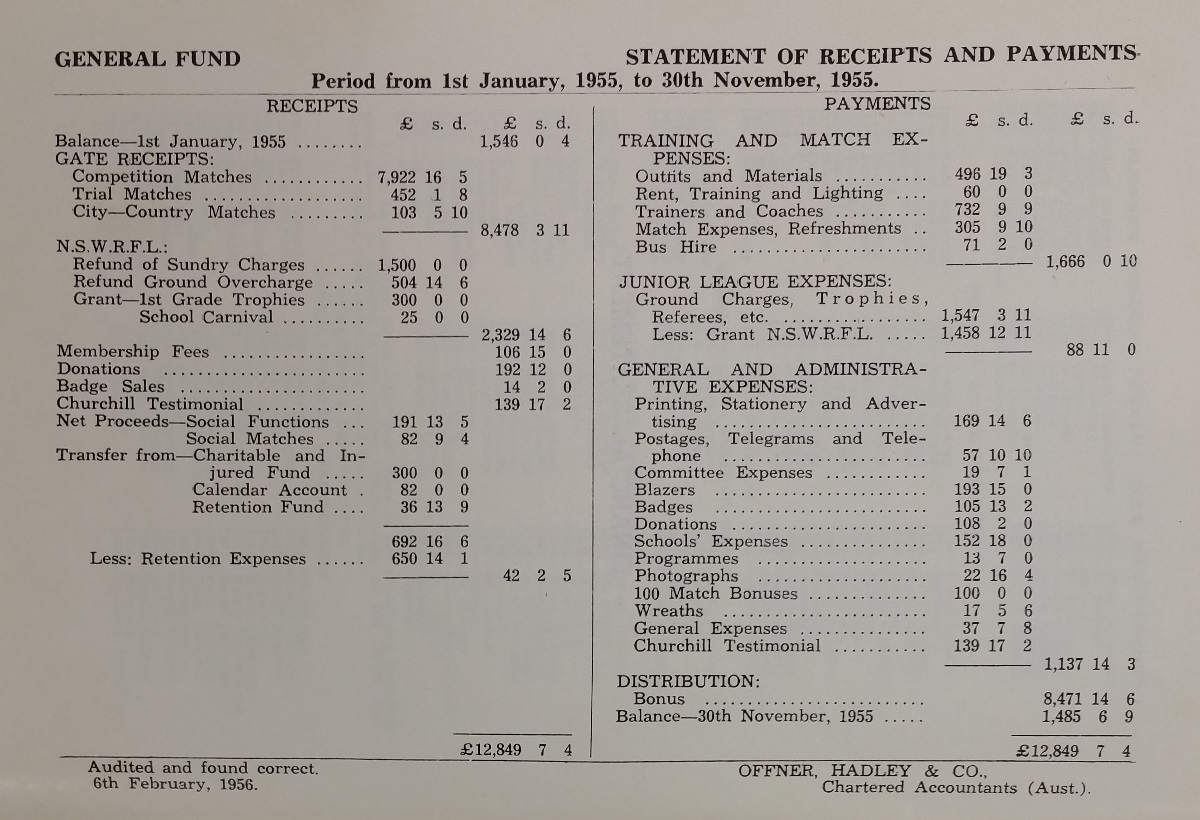 GENERAL FUND
STATEMENT OF RECEIPTS AND PAYMENTS
Period from 1st January, 1955, to 30th November, 1955.
RECEIPTS
£ s. d. £ s. d.
Balance—1st January, 1955 ........ 1,546 0 4
GATE RECEIPTS:
Competition Matches ............ 7,922 16 5
Trial Matches ................... 452 1 8
City—Country Matches ......... 103 5 10
8,478 3 11
N.S.W.R.F.L.:
Refund of Sundry Charges ...... 1,500 0 0
Refund Ground Overcharge ..... 504 14 6
Grant—1st Grade Trophies ...... 300 0 0
School Carnival .......... 25 0 0
2,329 14 6
Membership Fees ................. 106 15 0
Donations ........................ 192 12 0
Badge Sales ...................... 14 2 0
Churchill Testimonial ............. 139 17 2
Net Proceeds—Social Functions ... 191 13 5
Social Matches ..... 82 9 4
Transfer from—Charitable and In-
jured Fund ..... 300 0 0
Calendar Account . 82 0 0
Retention Fund .... 36 13 9
692 16 6
Less: Retention Expenses ...... 650 14 1
42 2 5
£12,849 7 4
PAYMENTS
£ s. d. £ s. d.
TRAINING AND MATCH EX-
PENSES:
Outfits and Materials ........... 496 19 3
Rent, Training and Lighting .... 60 0 0
Trainers and Coaches ........... 732 9 9
Match Expenses, Refreshments .. 305 9 10
Bus Hire ....................... 71 2 0
1,666 0 10
JUNIOR LEAGUE EXPENSES:
Ground Charges, Trophies,
Referees, etc. ................. 1,547 3 11
Less: Grant N.S.W.R.F.L. ..... 1,458 12 11
88 11 0
GENERAL AND ADMINISTRA-
TIVE EXPENSES:
Printing, Stationery and Adver-
tising ........................ 169 14 6
Postages, Telegrams and Tele-
phone ........................ 57 10 10
Committee Expenses ............ 19 7 1
Blazers ......................... 193 15 0
Badges ......................... 105 13 2
Donations ....................... 108 2 0
Schools' Expenses ............... 152 18 0
Programmes .................... 13 7 0
Photographs .................... 22 16 4
100 Match Bonuses .............. 100 0 0
Wreaths ........................ 17 5 6
General Expenses ............... 37 7 8
Churchill Testimonial ........... 139 17 2
1,137 14 3
DISTRIBUTION:
Bonus .......................... 8,471 14 6
Balance—30th November, 1955 ..... 1,485 6 9
£12,849 7 4
Audited and found correct.
6th February, 1956.
OFFNER, HADLEY & CO.,
Chartered Accountants (Aust.).